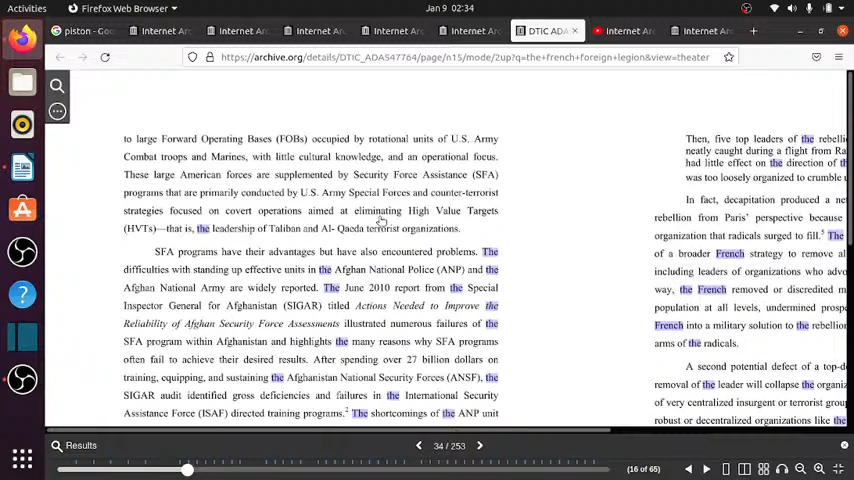 Activities
Firefox Web Browser
Jan 9 02:34
piston - Goog
Internet Ar
Internet Ar
Internet Ar
Internet Ar
DTIC ADA
Internet Ar
Internet Ar
https://archive.org/details/DTIC_ADA547764/page/n15/mode/2up?q=the+french+foreign+legion&view=theater
to large Forward Operating Bases (FOBs) occupied by rotational units of U.S. Army
Combat troops and Marines, with little cultural knowledge, and an operational focus.
These large American forces are supplemented by Security Force Assistance (SFA)
programs that are primarily conducted by U.S. Army Special Forces and counter-terrorist
strategies focused on covert operations aimed at eliminating High Value Targets
(HVTs)—that is, the leadership of Taliban and Al- Qaeda terrorist organizations.
SFA programs have their advantages but have also encountered problems. The
difficulties with standing up effective units in the Afghan National Police (ANP) and the
Afghan National Army are widely reported. The June 2010 report from the Special
Inspector General for Afghanistan (SIGAR) titled Actions Needed to Improve the
Reliability of Afghan Security Force Assessments illustrated numerous failures of the
SFA program within Afghanistan and highlights the many reasons why SFA programs
often fail to achieve their desired results. After spending over 27 billion dollars on
training, equipping, and sustaining the Afghanistan National Security Forces (ANSF), the
SIGAR audit identified gross deficiencies and failures in the International Security
Assistance Force (ISAF) directed training programs.2 The shortcomings of the ANP unit
Then, five top leaders of the rebelli
neatly caught during a flight from Ra
had little effect on the direction of th
was too loosely organized to crumble u
In fact, decapitation produced a ne
rebellion from Paris' perspective because
organization that radicals surged to fill.5 The
of a broader French strategy to remove al
including leaders of organizations who advo
way, the French removed or discredited m
population at all levels, undermined prospe
French into a military solution to the rebellion
arms of the radicals.
A second potential defect of a top-d
removal of the leader will collapse the organiz
of very centralized insurgent or terrorist group
robust or decentralized organizations like the
Results
34 / 253
(16 of 65)